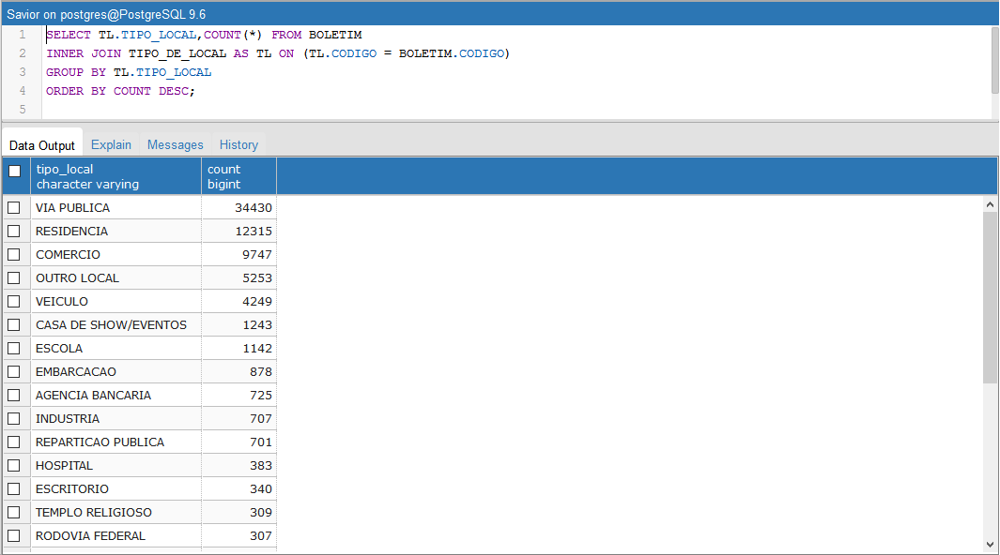 Savior on postgres@PostgreSQL 9.6
1 SELECT TL.TIPO_LOCAL,COUNT(*) FROM BOLETIM
2 INNER JOIN TIPO_DE_LOCAL AS TL ON (TL.CODIGO = BOLETIM.CODIGO)
3 GROUP BY TL.TIPO_LOCAL
4 ORDER BY COUNT DESC;
5
Data Output Explain Messages History
tipo_local count
character varying bigint
VIA PUBLICA 34430
RESIDENCIA 12315
COMERCIO 9747
OUTRO LOCAL 5253
VEICULO 4249
CASA DE SHOW/EVENTOS 1243
ESCOLA 1142
EMBARCACAO 878
AGENCIA BANCARIA 725
INDUSTRIA 707
REPARTICAO PUBLICA 701
HOSPITAL 383
ESCRITORIO 340
TEMPLO RELIGIOSO 309
RODOVIA FEDERAL 307